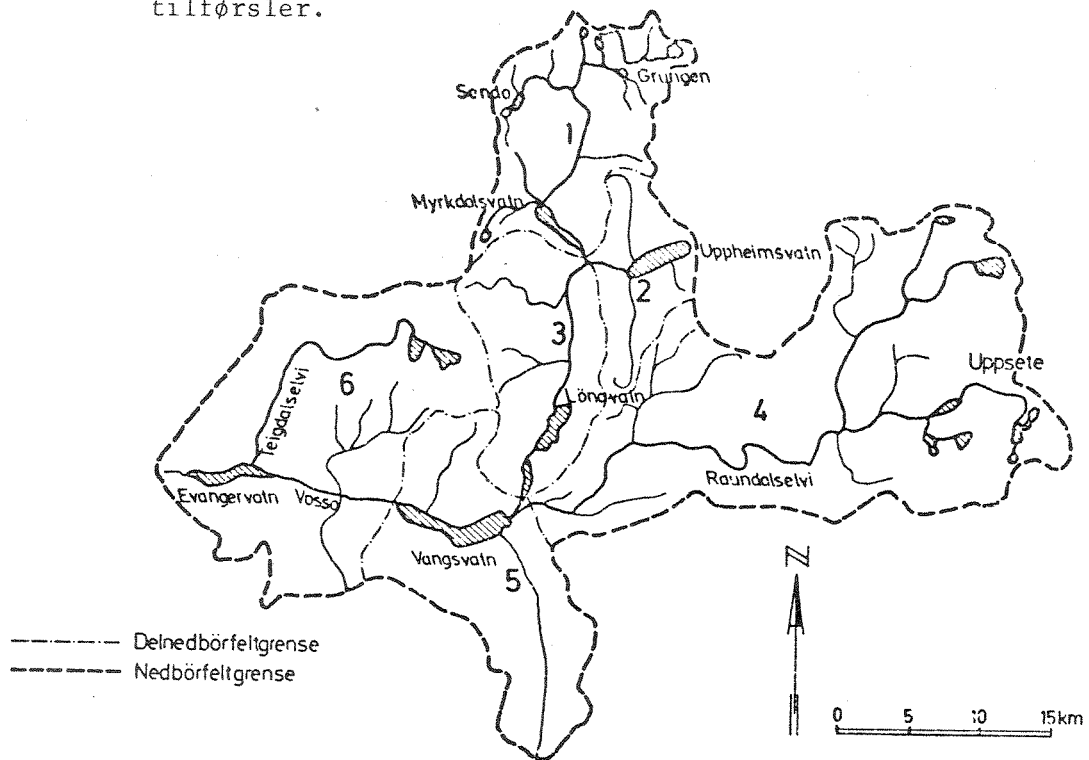 tilførsler.
Grungen
Sendo
1
Myrkdalsvatn
Uppheimsvatn
2
3
Uppsete
6
Teigdalselvi
Lönavatn
4
Raundalselvi
Evangervatn Vosso
Vangsvatn
5
N
Delnedbörfeltgrense
Nedbörfeltgrense
0 5 10 15km